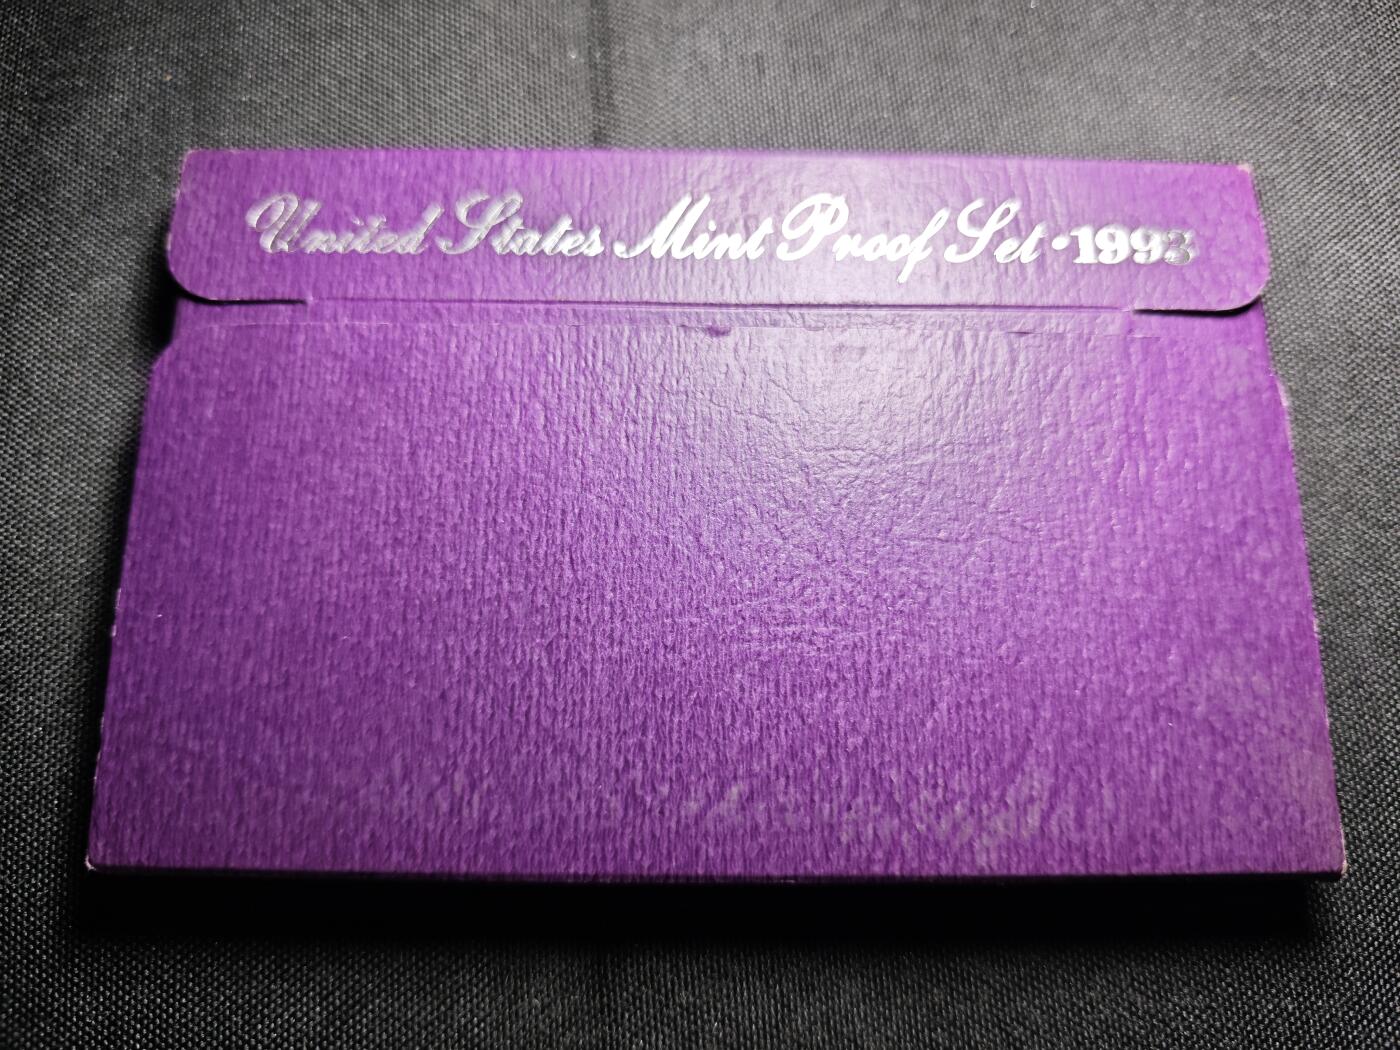 United States Mint Proof Set • 1993